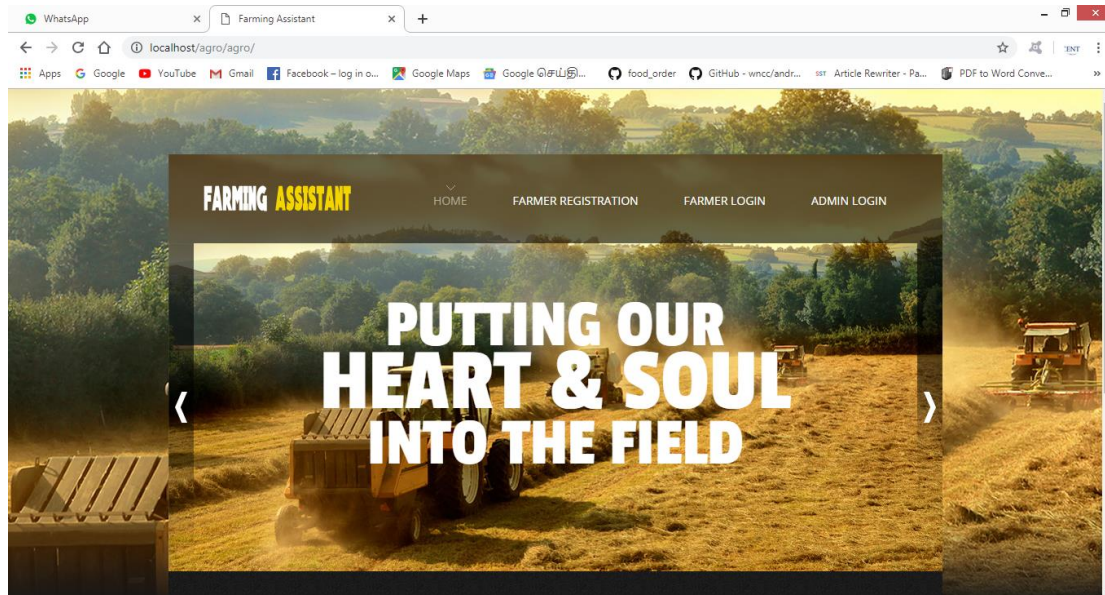 WhatsApp
Farming Assistant
localhost/agro/agro/
Apps Google YouTube Gmail Facebook – log in o... Google Maps Google செய்தி... food_order GitHub - wncc/andr... SST Article Rewriter - Pa... PDF to Word Conve... »
FARMING ASSISTANT
HOME FARMER REGISTRATION FARMER LOGIN ADMIN LOGIN
PUTTING OUR
HEART & SOUL
INTO THE FIELD